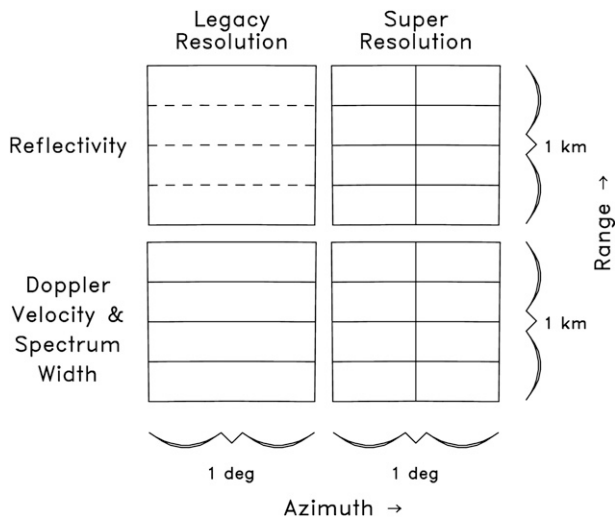 Legacy
Resolution
Super
Resolution
Reflectivity
1 km
Range →
Doppler
Velocity &
Spectrum
Width
1 km
1 deg
1 deg
Azimuth →